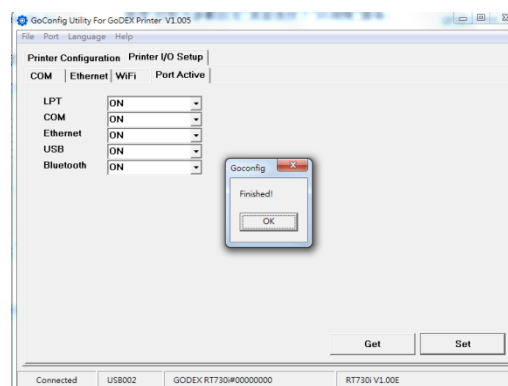 GoConfig Utility For GoDEX Printer V1.005
File Port Language Help
Printer Configuration Printer I/O Setup
COM Ethernet WiFi Port Active
LPT ON
COM ON
Ethernet ON
USB ON
Bluetooth ON
Goconfig
Finished!
OK
Get Set
Connected USB002 GODEX RT730i#00000000 RT730i V1.00E